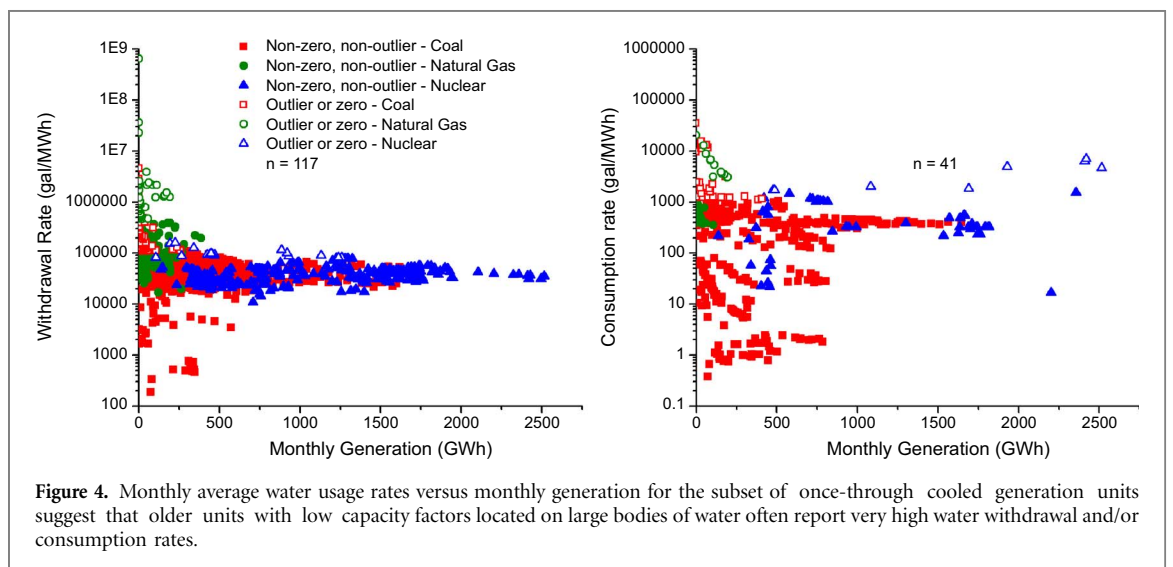 1E9
1E8
1E7
1000000
100000
10000
1000
100
Withdrawal Rate (gal/MWh)
0 500 1000 1500 2000 2500
Monthly Generation (GWh)
Non-zero, non-outlier - Coal
Non-zero, non-outlier - Natural Gas
Non-zero, non-outlier - Nuclear
Outlier or zero - Coal
Outlier or zero - Natural Gas
Outlier or zero - Nuclear
n = 117
1000000
100000
10000
1000
100
10
1
0.1
Consumption rate (gal/MWh)
n = 41
0 500 1000 1500 2000 2500
Monthly Generation (GWh)
Figure 4. Monthly average water usage rates versus monthly generation for the subset of once-through cooled generation units
suggest that older units with low capacity factors located on large bodies of water often report very high water withdrawal and/or
consumption rates.